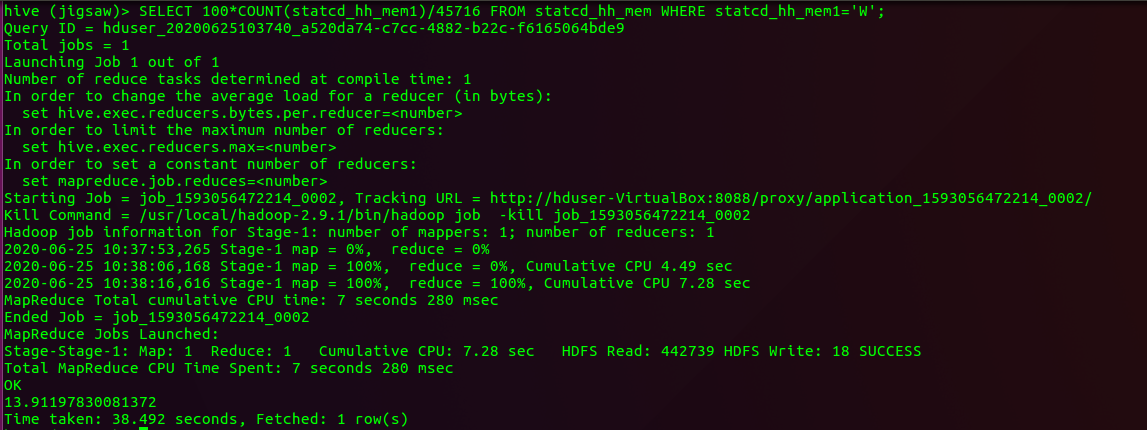 hive (jigsaw)> SELECT 100*COUNT(statcd_hh_mem1)/45716 FROM statcd_hh_mem WHERE statcd_hh_mem1='W';
Query ID = hduser_20200625103740_a520da74-c7cc-4882-b22c-f6165064bde9
Total jobs = 1
Launching Job 1 out of 1
Number of reduce tasks determined at compile time: 1
In order to change the average load for a reducer (in bytes):
  set hive.exec.reducers.bytes.per.reducer=<number>
In order to limit the maximum number of reducers:
  set hive.exec.reducers.max=<number>
In order to set a constant number of reducers:
  set mapreduce.job.reduces=<number>
Starting Job = job_1593056472214_0002, Tracking URL = http://hduser-VirtualBox:8088/proxy/application_1593056472214_0002/
Kill Command = /usr/local/hadoop-2.9.1/bin/hadoop job  -kill job_1593056472214_0002
Hadoop job information for Stage-1: number of mappers: 1; number of reducers: 1
2020-06-25 10:37:53,265 Stage-1 map = 0%,  reduce = 0%
2020-06-25 10:38:06,168 Stage-1 map = 100%,  reduce = 0%, Cumulative CPU 4.49 sec
2020-06-25 10:38:16,616 Stage-1 map = 100%,  reduce = 100%, Cumulative CPU 7.28 sec
MapReduce Total cumulative CPU time: 7 seconds 280 msec
Ended Job = job_1593056472214_0002
MapReduce Jobs Launched:
Stage-Stage-1: Map: 1  Reduce: 1   Cumulative CPU: 7.28 sec   HDFS Read: 442739 HDFS Write: 18 SUCCESS
Total MapReduce CPU Time Spent: 7 seconds 280 msec
OK
13.91197830081372
Time taken: 38.492 seconds, Fetched: 1 row(s)